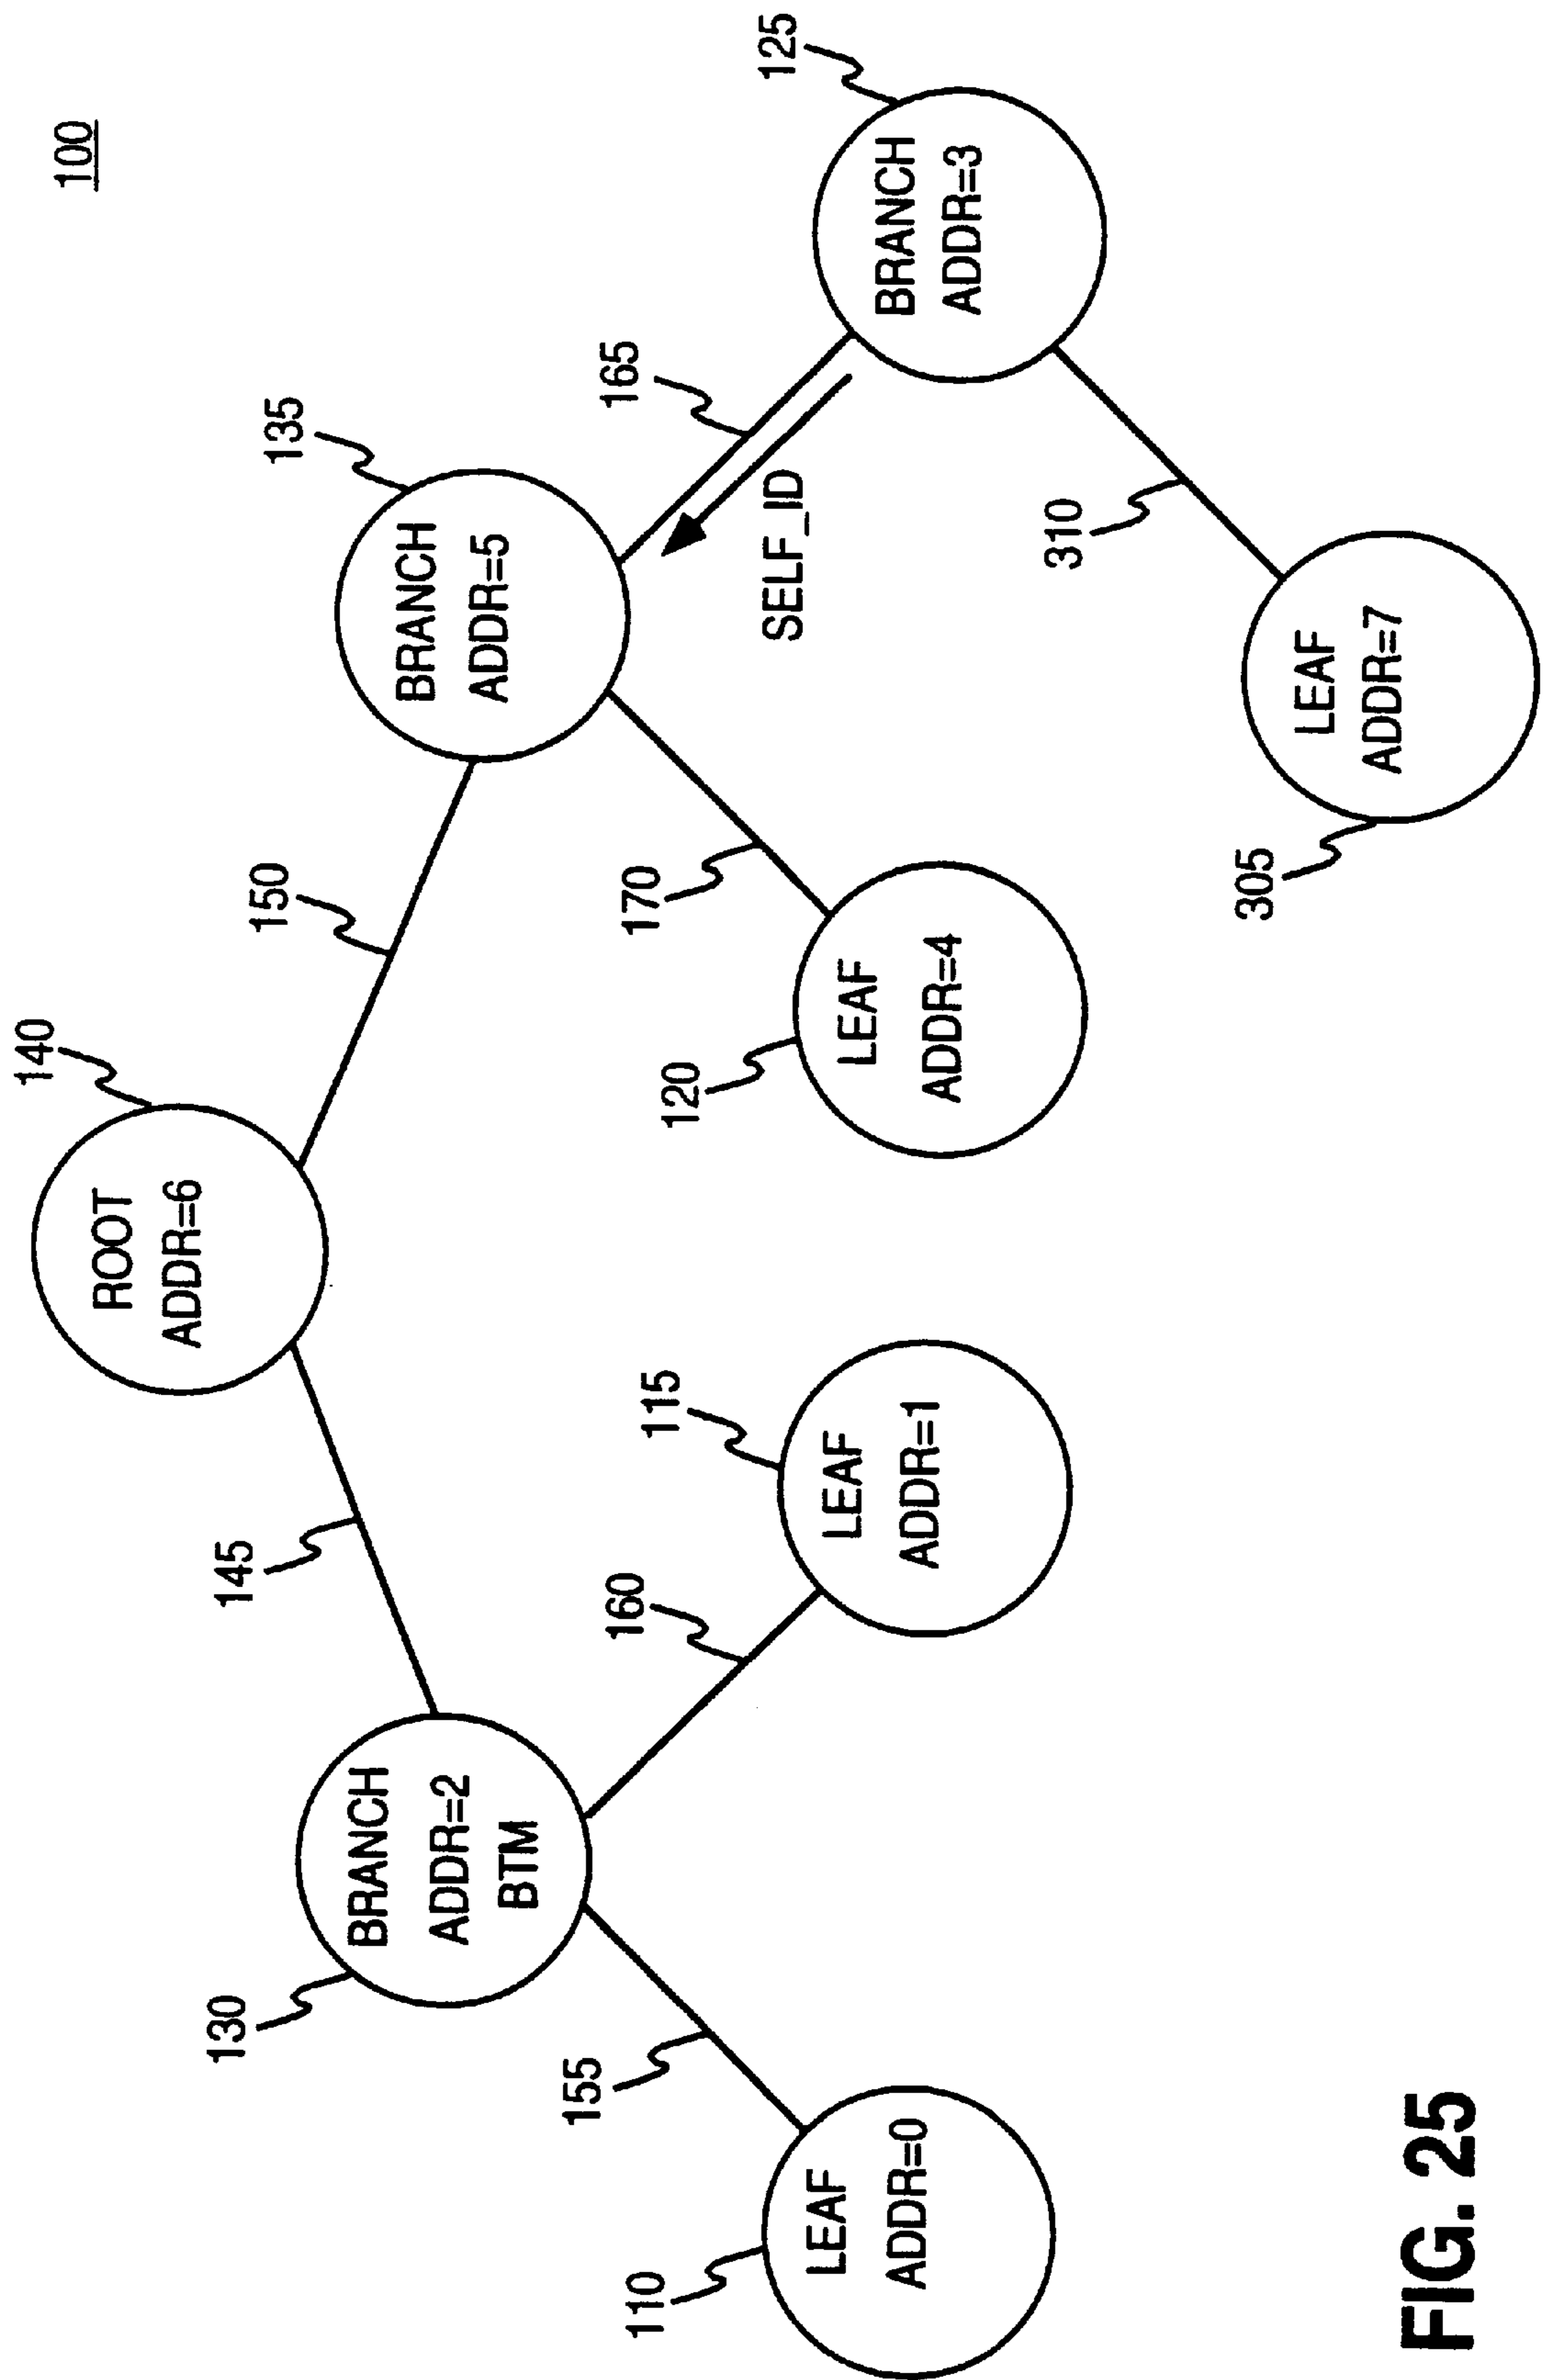 100
140
ROOT
ADDR=6
145
150
130
BRANCH
ADDR=2
BTM
135
BRANCH
ADDR=5
155
160
170
165
SELF_ID
110
LEAF
ADDR=0
115
LEAF
ADDR=1
120
LEAF
ADDR=4
125
BRANCH
ADDR=3
310
305
LEAF
ADDR=7
FIG. 25